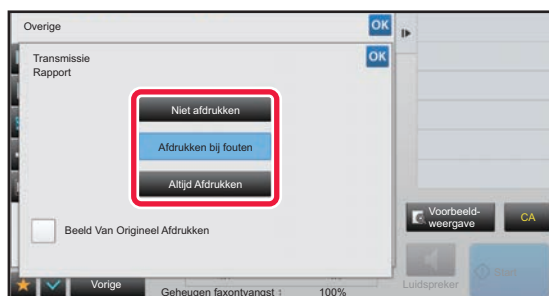 Overige
OK
Transmissie
Rapport
OK
Niet afdrukken
Afdrukken bij fouten
Altijd Afdrukken
Beeld Van Origineel Afdrukken
Voorbeeld-
weergave
CA
Vorige
Geheugen faxontvangst :
100%
Luidspreker
Start